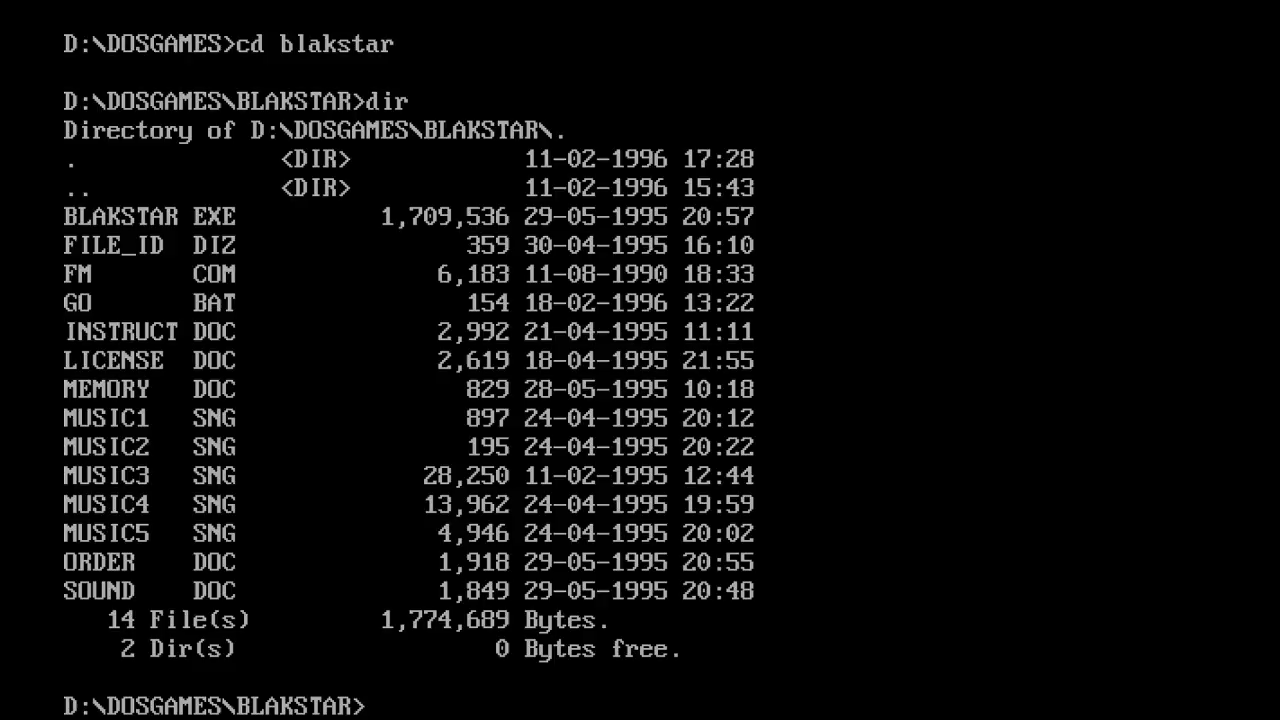 D:\DOSGAMES>cd blakstar
D:\DOSGAMES\BLAKSTAR>dir
Directory of D:\DOSGAMES\BLAKSTAR\.
. <DIR> 11-02-1996 17:28
.. <DIR> 11-02-1996 15:43
BLAKSTAR EXE 1,709,536 29-05-1995 20:57
FILE_ID DIZ 359 30-04-1995 16:10
FM COM 6,183 11-08-1990 18:33
GO BAT 154 18-02-1996 13:22
INSTRUCT DOC 2,992 21-04-1995 11:11
LICENSE DOC 2,619 18-04-1995 21:55
MEMORY DOC 829 28-05-1995 10:18
MUSIC1 SNG 897 24-04-1995 20:12
MUSIC2 SNG 195 24-04-1995 20:22
MUSIC3 SNG 28,250 11-02-1995 12:44
MUSIC4 SNG 13,962 24-04-1995 19:59
MUSIC5 SNG 4,946 24-04-1995 20:02
ORDER DOC 1,918 29-05-1995 20:55
SOUND DOC 1,849 29-05-1995 20:48
14 File(s) 1,774,689 Bytes.
2 Dir(s) 0 Bytes free.
D:\DOSGAMES\BLAKSTAR>